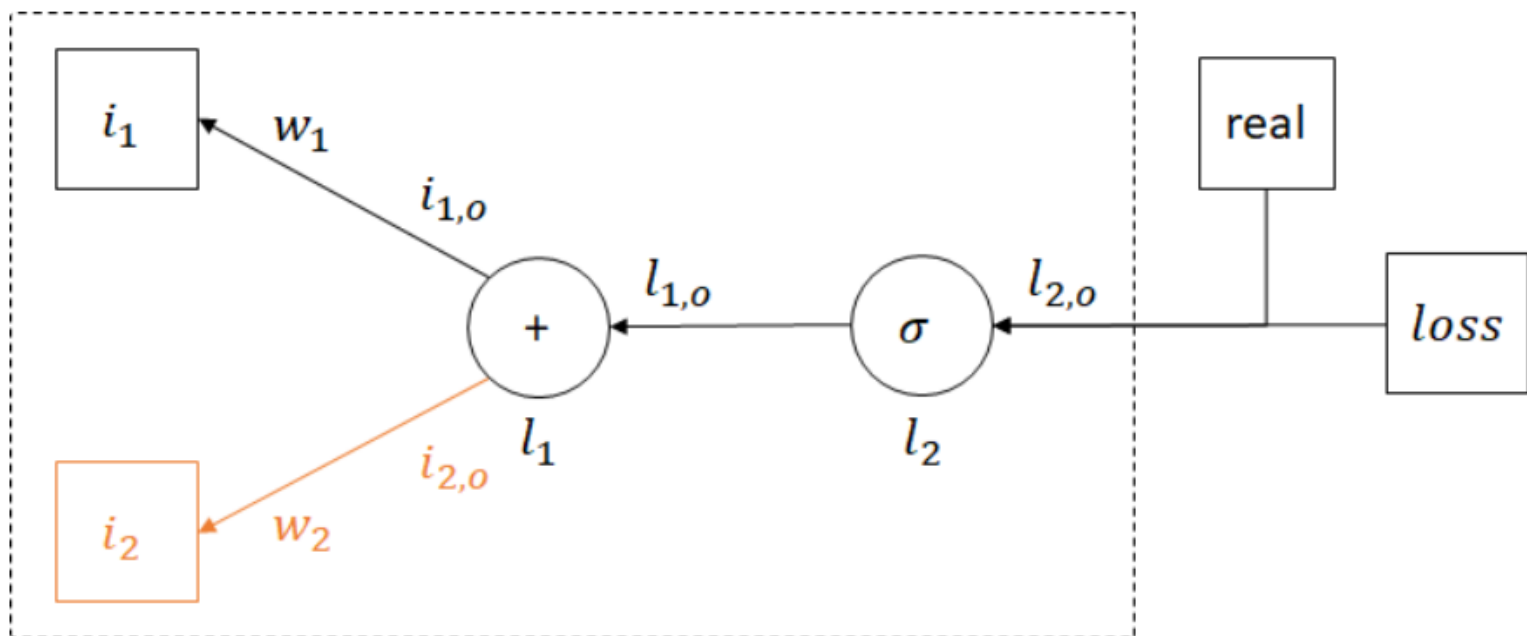 i₁
w₁
i₁,ₒ
real
l₁,ₒ
l₂,ₒ
+
σ
loss
l₁
l₂
i₂,ₒ
w₂
i₂